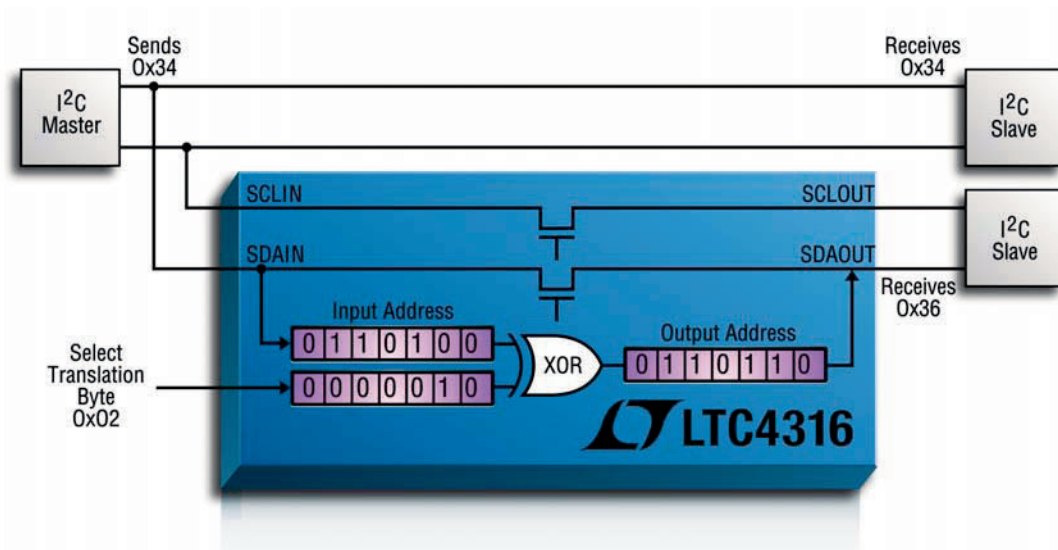 Sends
0x34
Receives
0x34
I²C
Master
I²C
Slave
SCLIN
SCLOUT
I²C
Slave
SDAIN
SDAOUT
Receives
0x36
Input Address
Output Address
0 1 1 0 1 0 0
XOR
0 1 1 0 1 1 0
Select
Translation
Byte
0x02
0 0 0 0 0 1 0
LTC4316